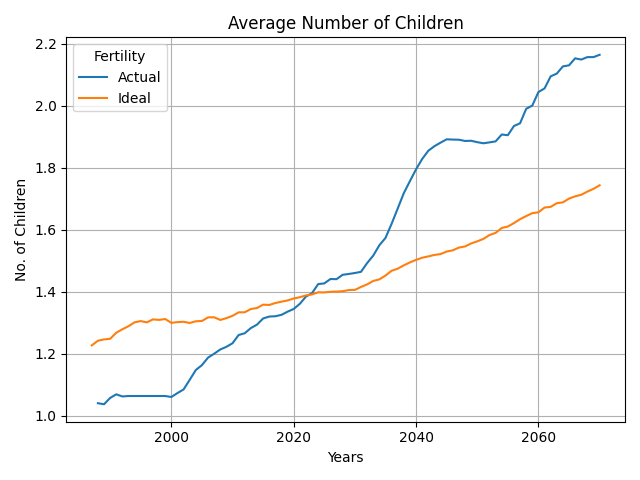 Average Number of Children
Fertility
Actual
Ideal
No. of Children
2.2
2.0
1.8
1.6
1.4
1.2
1.0
2000 2020 2040 2060
Years